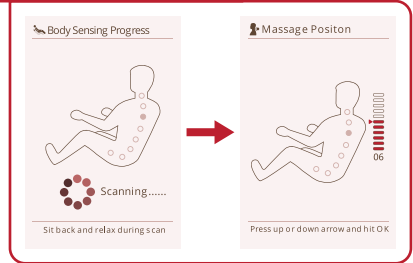 Body Sensing Progress
Scanning......
Sit back and relax during scan
Massage Positon
06
Press up or down arrow and hit OK